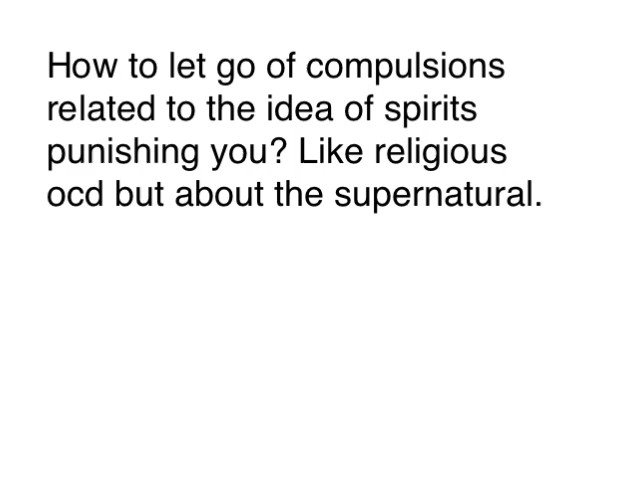 How to let go of compulsions
related to the idea of spirits
punishing you? Like religious
ocd but about the supernatural.